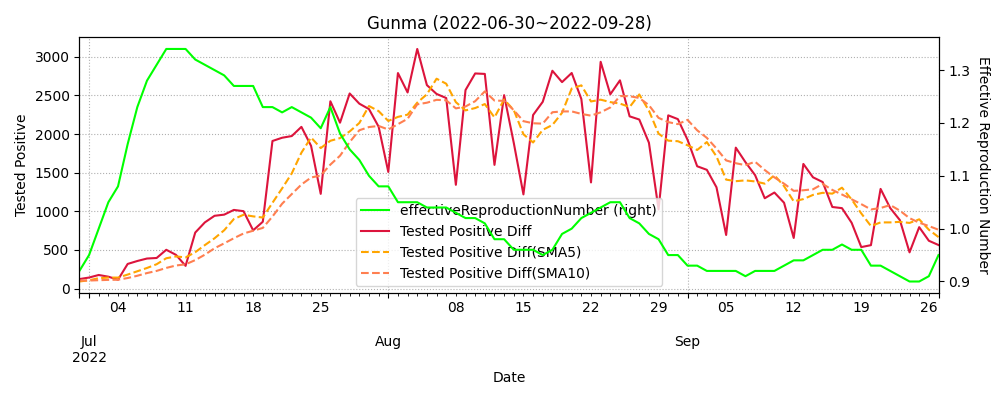 Gunma (2022-06-30~2022-09-28)
3000
2500
2000
1500
1000
500
0
Tested Positive
1.3
1.2
1.1
1.0
0.9
Effective Reproduction Number
effectiveReproductionNumber (right)
Tested Positive Diff
Tested Positive Diff(SMA5)
Tested Positive Diff(SMA10)
04 11 18 25 08 15 22 29 05 12 19 26
Jul Aug Sep
2022
Date